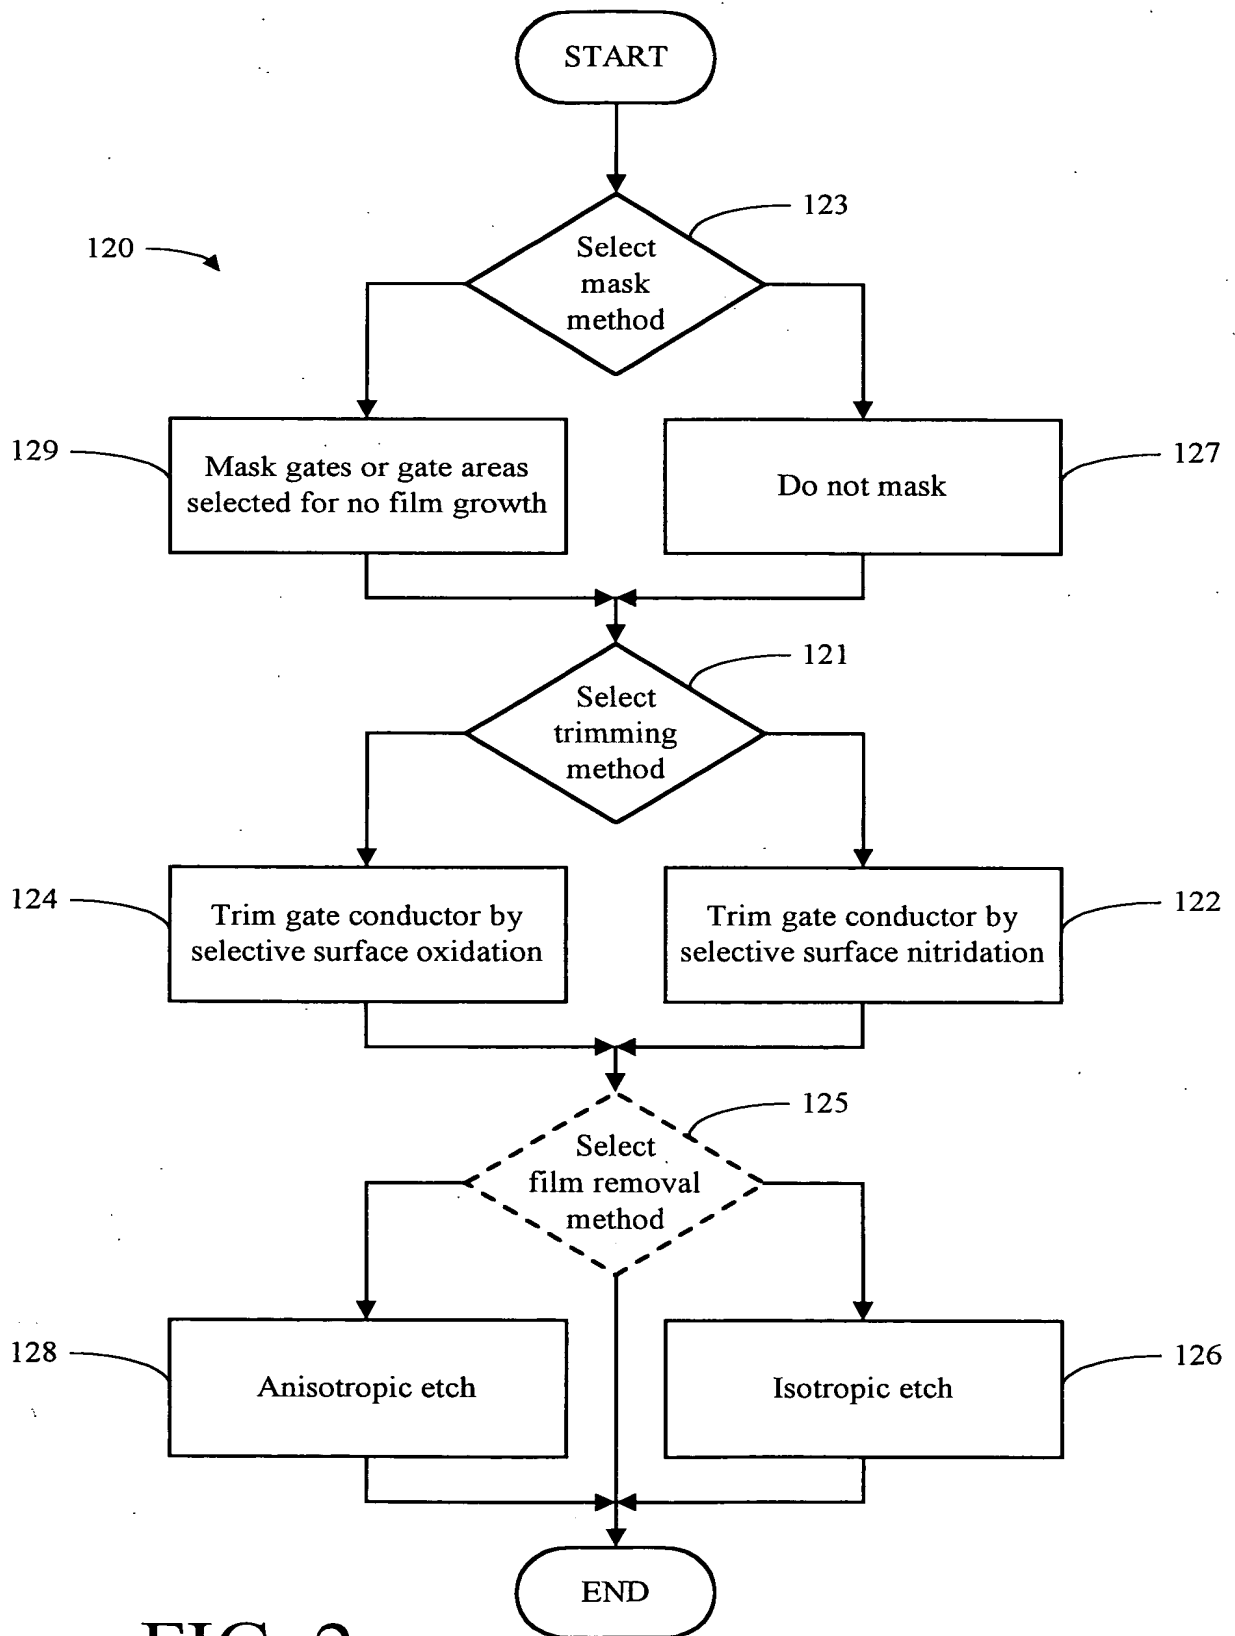 START
123
120
Select
mask
method
129
Mask gates or gate areas
selected for no film growth
Do not mask
127
121
Select
trimming
method
124
Trim gate conductor by
selective surface oxidation
Trim gate conductor by
selective surface nitridation
122
125
Select
film removal
method
128
Anisotropic etch
Isotropic etch
126
END
FIG. 2